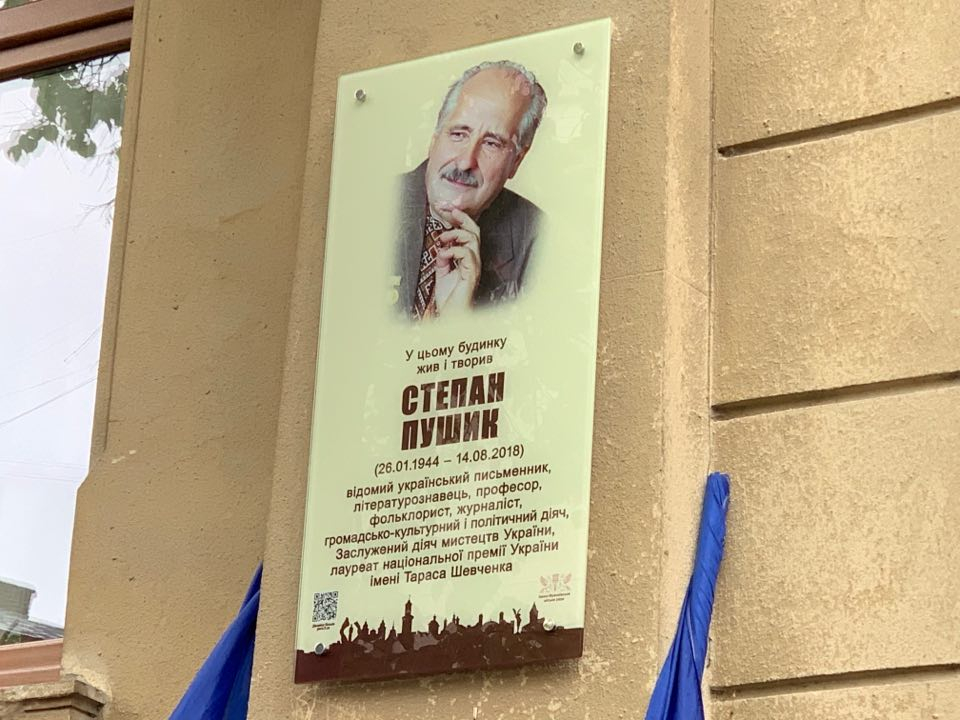 У цьому будинку
жив і творив
СТЕПАН
ПУШИК
(26.01.1944 – 14.08.2018)
відомий український письменник,
літературознавець, професор,
фольклорист, журналіст,
громадсько-культурний і політичний діяч,
Заслужений діяч мистецтв України,
лауреат національної премії України
імені Тараса Шевченка